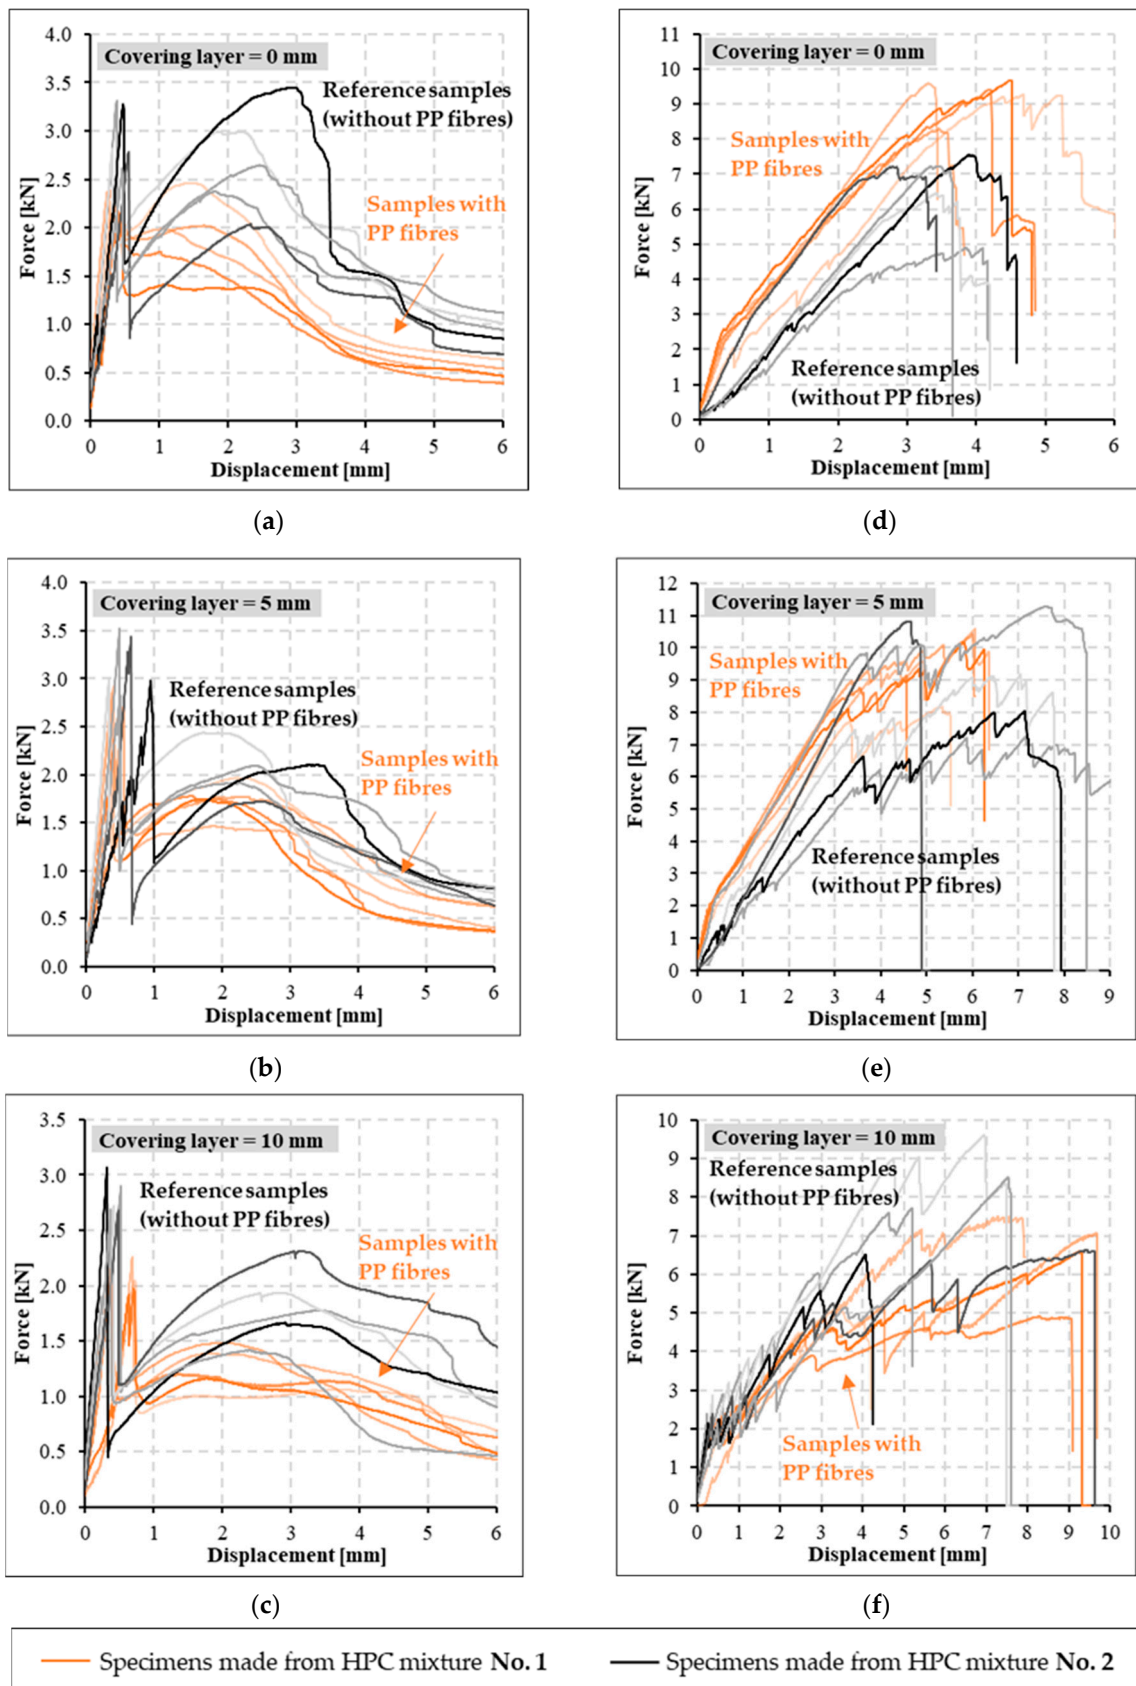 4.0
3.5
3.0
2.5
2.0
1.5
1.0
0.5
0.0
Force [kN]
Covering layer = 0 mm
Reference samples
(without PP fibres)
Samples with
PP fibres
0 1 2 3 4 5 6
Displacement [mm]
(a)
11
10
9
8
7
6
5
4
3
2
1
0
Force [kN]
Covering layer = 0 mm
Samples with
PP fibres
Reference samples
(without PP fibres)
0 1 2 3 4 5 6
Displacement [mm]
(d)
4.0
3.5
3.0
2.5
2.0
1.5
1.0
0.5
0.0
Force [kN]
Covering layer = 5 mm
Reference samples
(without PP fibres)
Samples with
PP fibres
0 1 2 3 4 5 6
Displacement [mm]
(b)
12
11
10
9
8
7
6
5
4
3
2
1
0
Force [kN]
Covering layer = 5 mm
Samples with
PP fibres
Reference samples
(without PP fibres)
0 1 2 3 4 5 6 7 8 9
Displacement [mm]
(e)
3.5
3.0
2.5
2.0
1.5
1.0
0.5
0.0
Force [kN]
Covering layer = 10 mm
Reference samples
(without PP fibres)
Samples with
PP fibres
0 1 2 3 4 5 6
Displacement [mm]
(c)
10
9
8
7
6
5
4
3
2
1
0
Force [kN]
Covering layer = 10 mm
Reference samples
(without PP fibres)
Samples with
PP fibres
0 1 2 3 4 5 6 7 8 9 10
Displacement [mm]
(f)
Specimens made from HPC mixture No. 1
Specimens made from HPC mixture No. 2